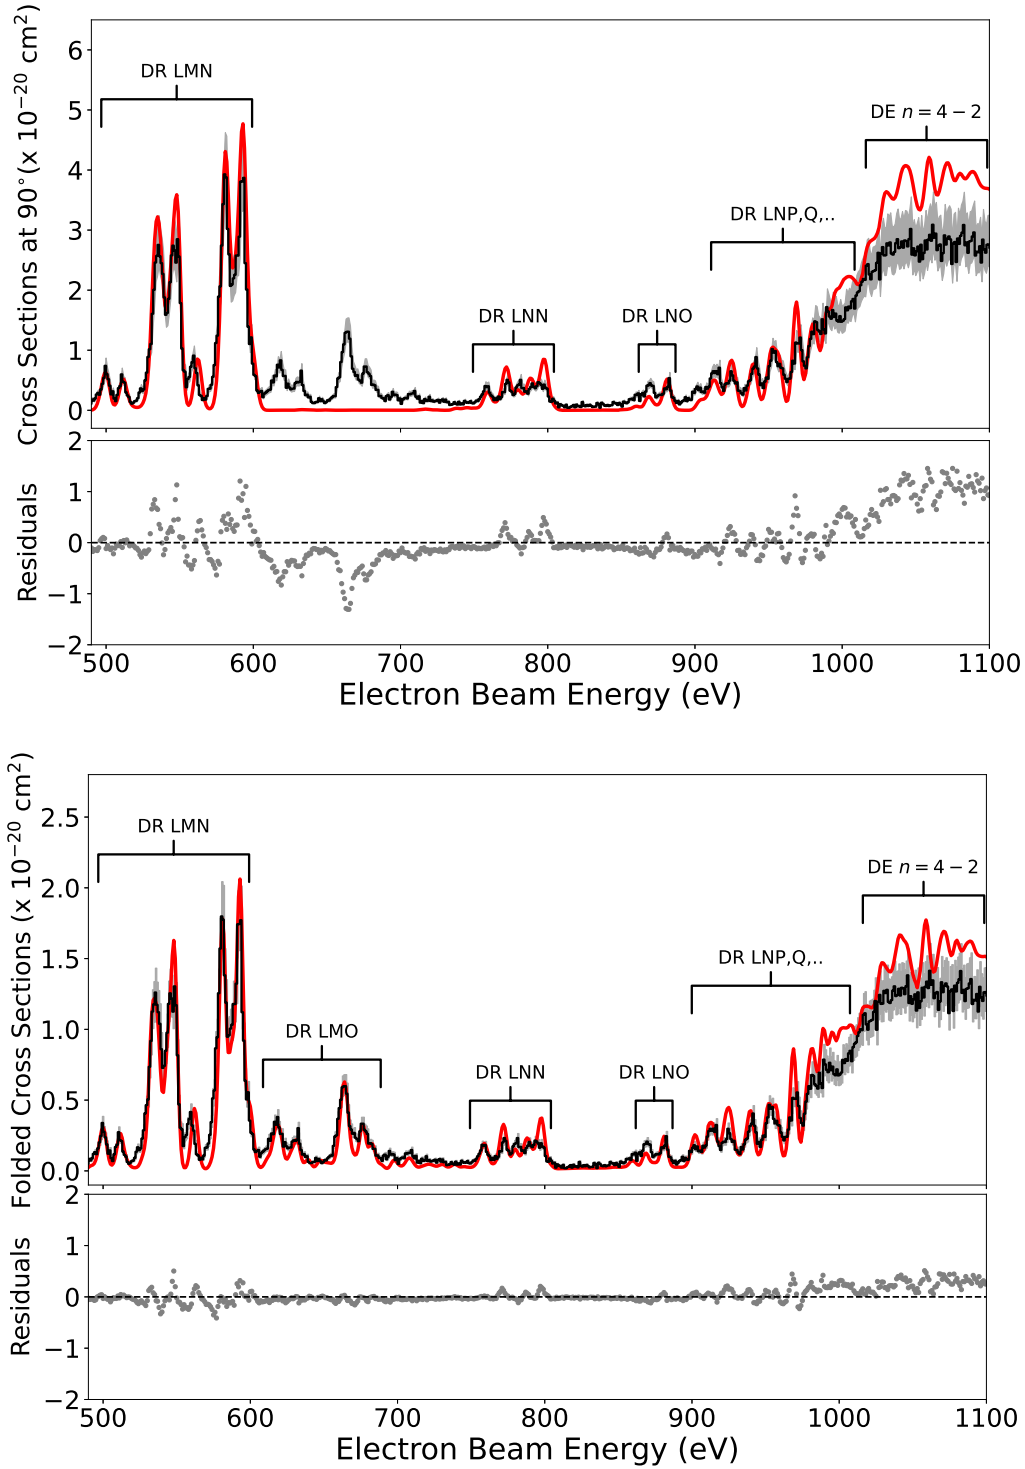 Cross Sections at 90°(x 10⁻²⁰ cm²)
6
5
4
3
2
1
0
DR LMN
DR LNN
DR LNO
DR LNP,Q,..
DE n = 4 − 2
Residuals
2
1
0
−1
−2
500
600
700
800
900
1000
1100
Electron Beam Energy (eV)
Folded Cross Sections (x 10⁻²⁰ cm²)
2.5
2.0
1.5
1.0
0.5
0.0
DR LMN
DR LMO
DR LNN
DR LNO
DR LNP,Q,..
DE n = 4 − 2
Residuals
2
1
0
−1
−2
500
600
700
800
900
1000
1100
Electron Beam Energy (eV)